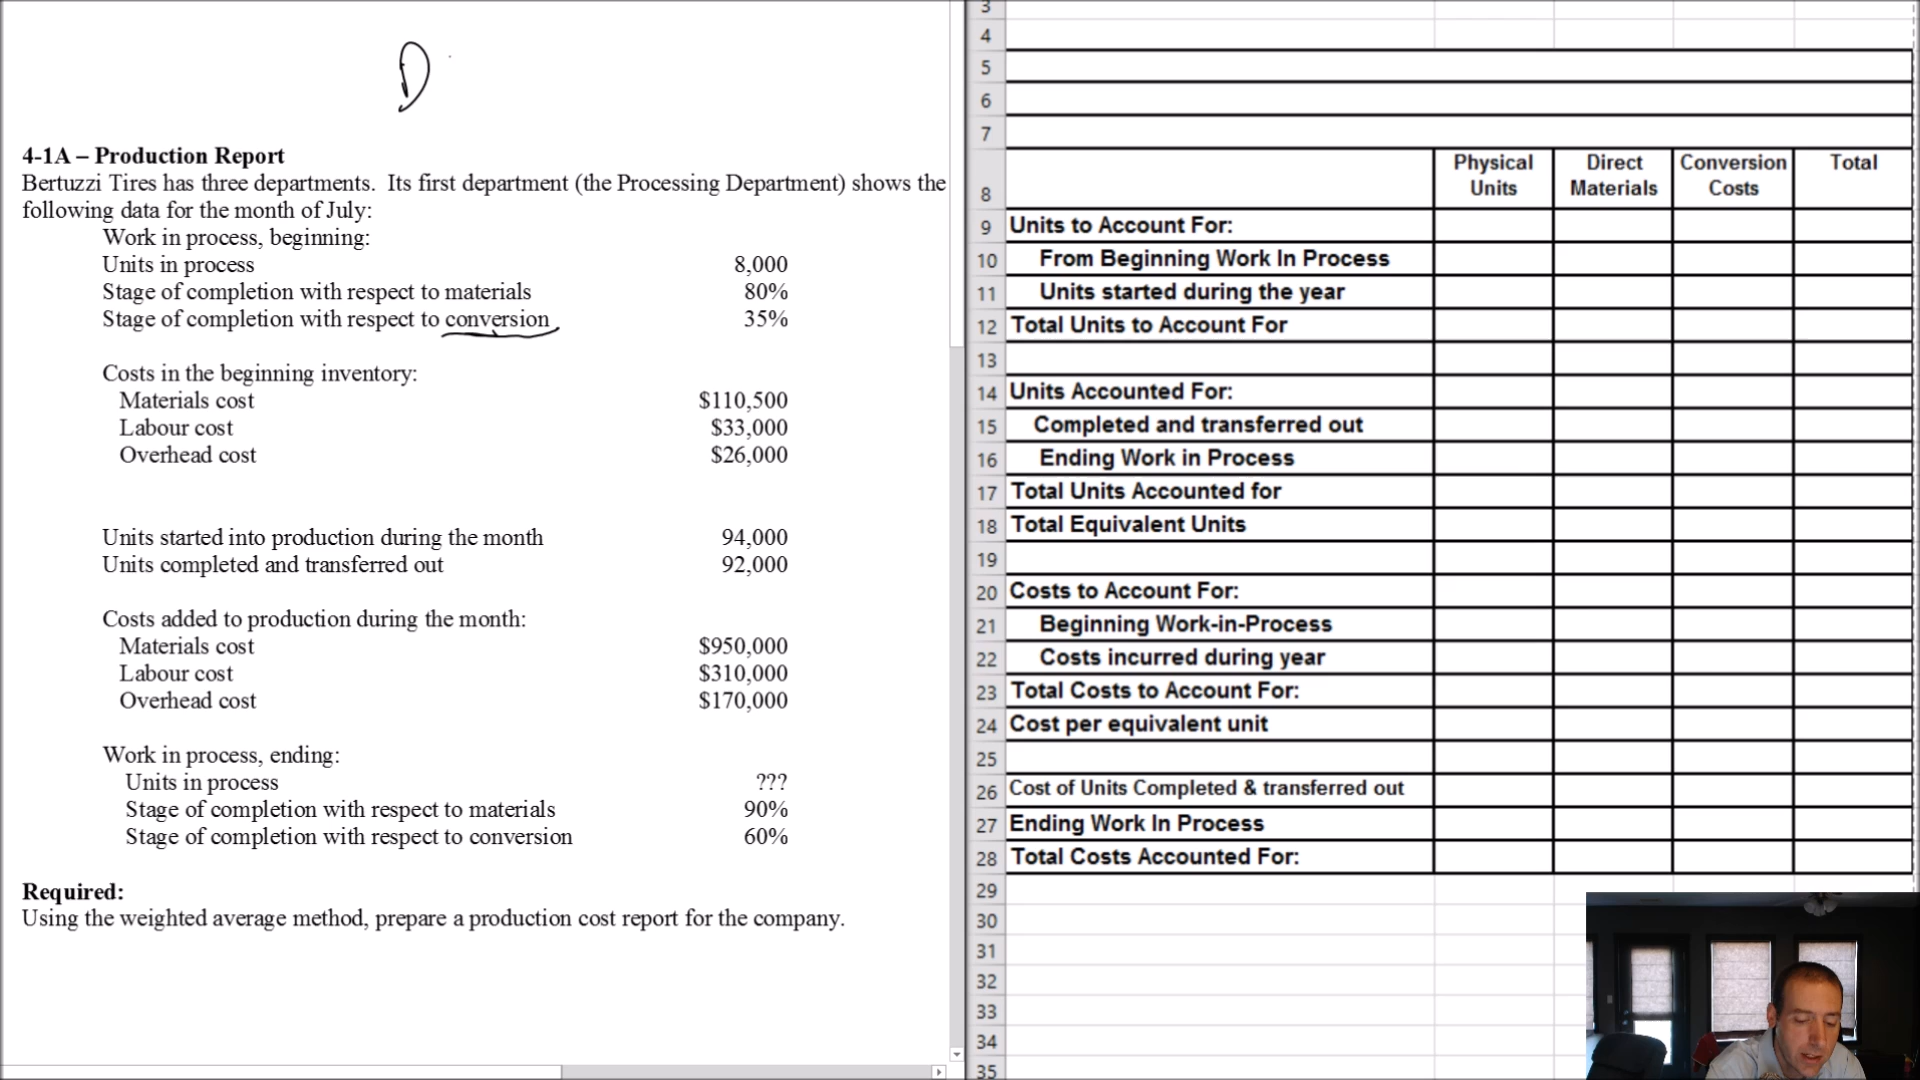 D
4-1A – Production Report
Bertuzzi Tires has three departments. Its first department (the Processing Department) shows the
following data for the month of July:
Work in process, beginning:
Units in process 8,000
Stage of completion with respect to materials 80%
Stage of completion with respect to conversion 35%
Costs in the beginning inventory:
Materials cost $110,500
Labour cost $33,000
Overhead cost $26,000
Units started into production during the month 94,000
Units completed and transferred out 92,000
Costs added to production during the month:
Materials cost $950,000
Labour cost $310,000
Overhead cost $170,000
Work in process, ending:
Units in process ???
Stage of completion with respect to materials 90%
Stage of completion with respect to conversion 60%
Required:
Using the weighted average method, prepare a production cost report for the company.
3
4
5
6
7
8 Physical Units Direct Materials Conversion Costs Total
9 Units to Account For:
10 From Beginning Work In Process
11 Units started during the year
12 Total Units to Account For
13
14 Units Accounted For:
15 Completed and transferred out
16 Ending Work in Process
17 Total Units Accounted for
18 Total Equivalent Units
19
20 Costs to Account For:
21 Beginning Work-in-Process
22 Costs incurred during year
23 Total Costs to Account For:
24 Cost per equivalent unit
25
26 Cost of Units Completed & transferred out
27 Ending Work In Process
28 Total Costs Accounted For:
29
30
31
32
33
34
35